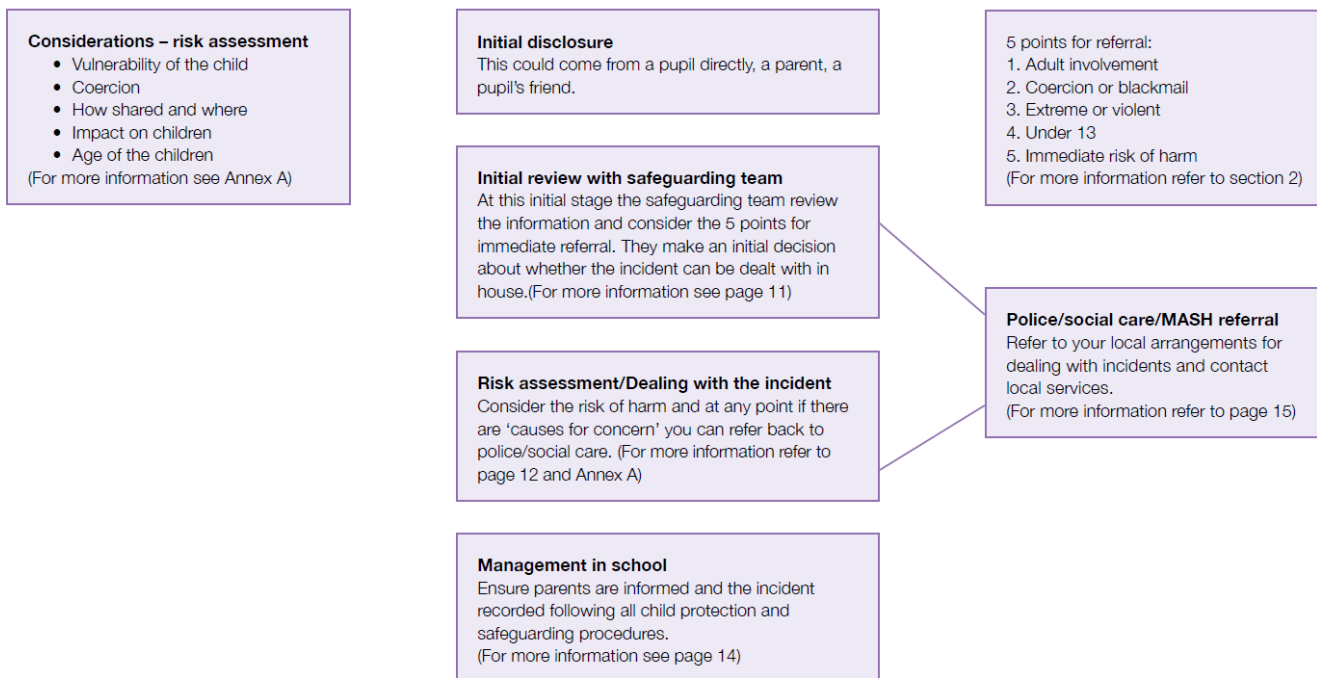 Considerations – risk assessment
• Vulnerability of the child
• Coercion
• How shared and where
• Impact on children
• Age of the children
(For more information see Annex A)
Initial disclosure
This could come from a pupil directly, a parent, a
pupil's friend.
5 points for referral:
1. Adult involvement
2. Coercion or blackmail
3. Extreme or violent
4. Under 13
5. Immediate risk of harm
(For more information refer to section 2)
Initial review with safeguarding team
At this initial stage the safeguarding team review
the information and consider the 5 points for
immediate referral. They make an initial decision
about whether the incident can be dealt with in
house.(For more information see page 11)
Police/social care/MASH referral
Refer to your local arrangements for
dealing with incidents and contact
local services.
(For more information refer to page 15)
Risk assessment/Dealing with the incident
Consider the risk of harm and at any point if there
are ‘causes for concern’ you can refer back to
police/social care. (For more information refer to
page 12 and Annex A)
Management in school
Ensure parents are informed and the incident
recorded following all child protection and
safeguarding procedures.
(For more information see page 14)